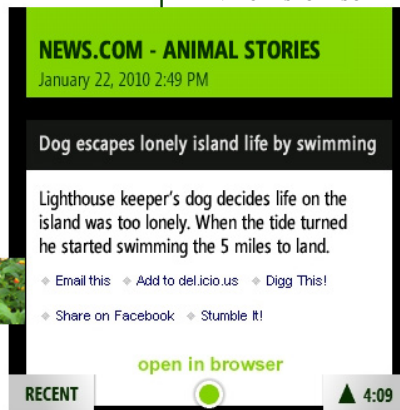 NEWS.COM - ANIMAL STORIES
January 22, 2010 2:49 PM
Dog escapes lonely island life by swimming
Lighthouse keeper's dog decides life on the
island was too lonely. When the tide turned
he started swimming the 5 miles to land.
Email this Add to del.icio.us Digg This!
Share on Facebook Stumble It!
open in browser
RECENT 4:09